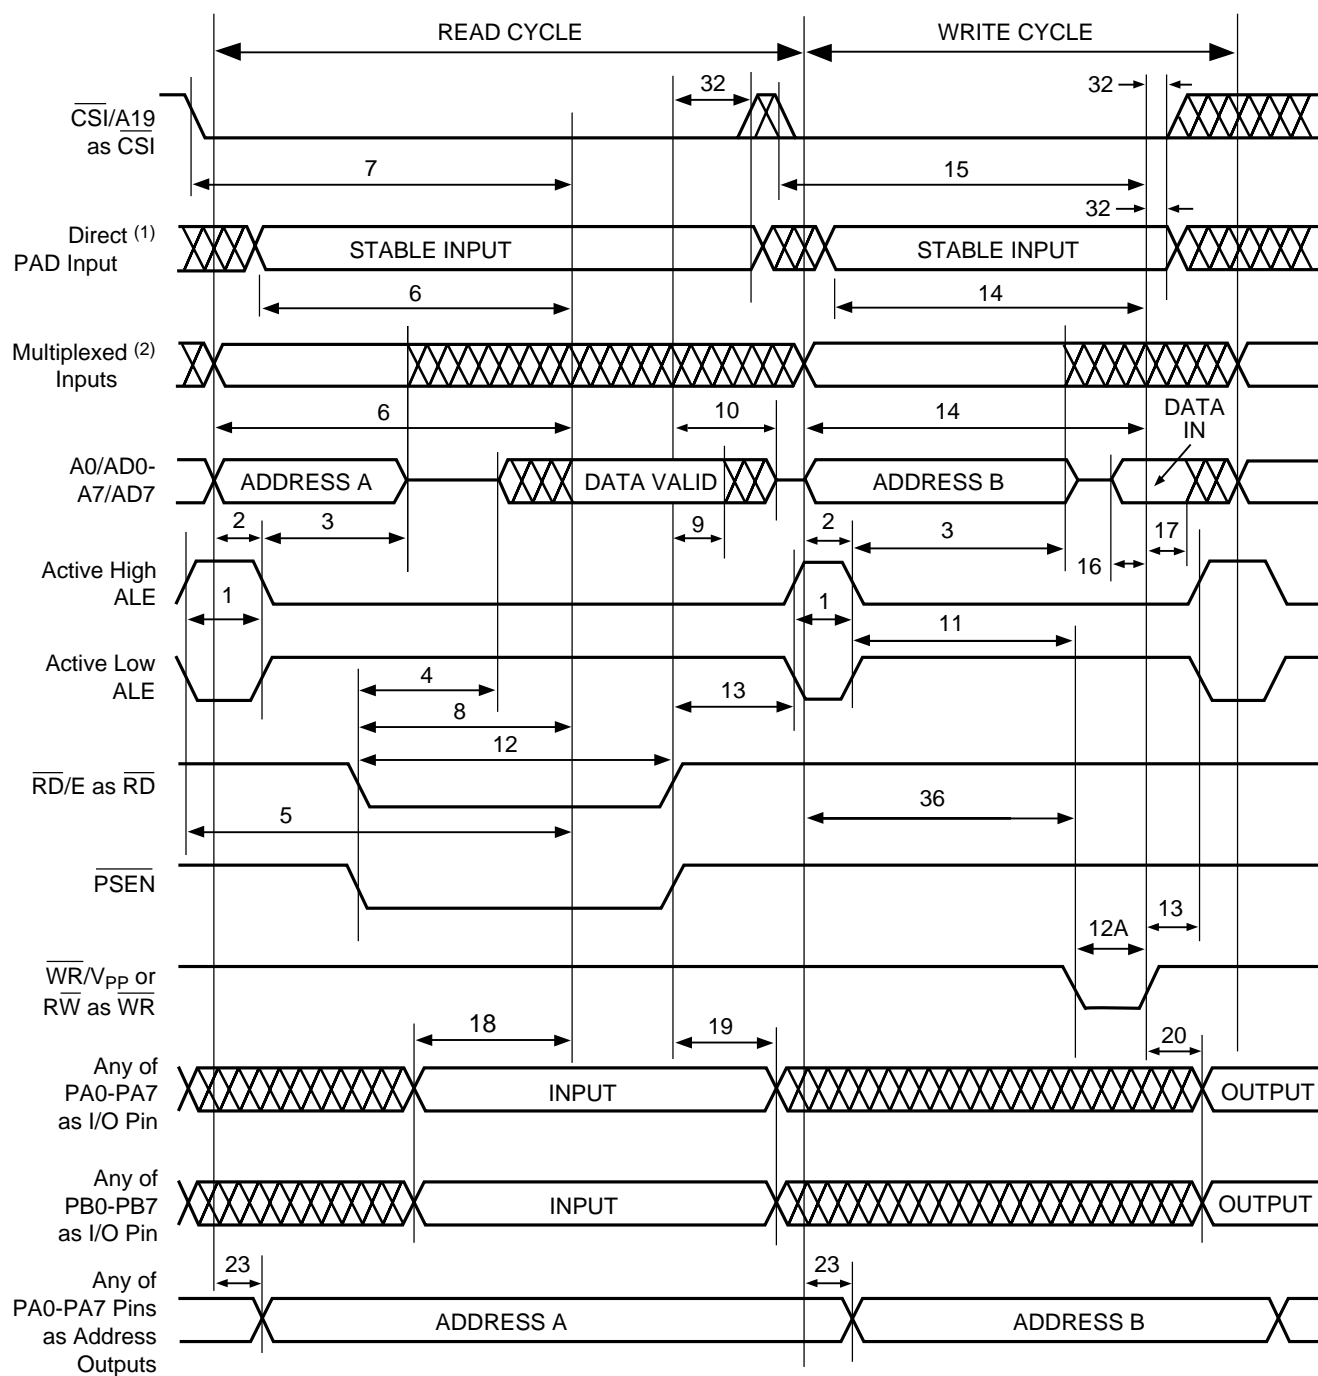 READ CYCLE
WRITE CYCLE
32
32
CSI/A19
as CSI
7
15
32
Direct (1)
PAD Input
STABLE INPUT
STABLE INPUT
6
14
Multiplexed (2)
Inputs
6
10
14
DATA
IN
A0/AD0-
A7/AD7
ADDRESS A
DATA VALID
ADDRESS B
2
3
9
2
3
17
16
Active High
ALE
1
1
11
Active Low
ALE
4
13
8
12
RD/E as RD
36
5
PSEN
13
12A
WR/VPP or
RW as WR
18
19
20
Any of
PA0-PA7
as I/O Pin
INPUT
OUTPUT
Any of
PB0-PB7
as I/O Pin
INPUT
OUTPUT
23
23
Any of
PA0-PA7 Pins
as Address
Outputs
ADDRESS A
ADDRESS B